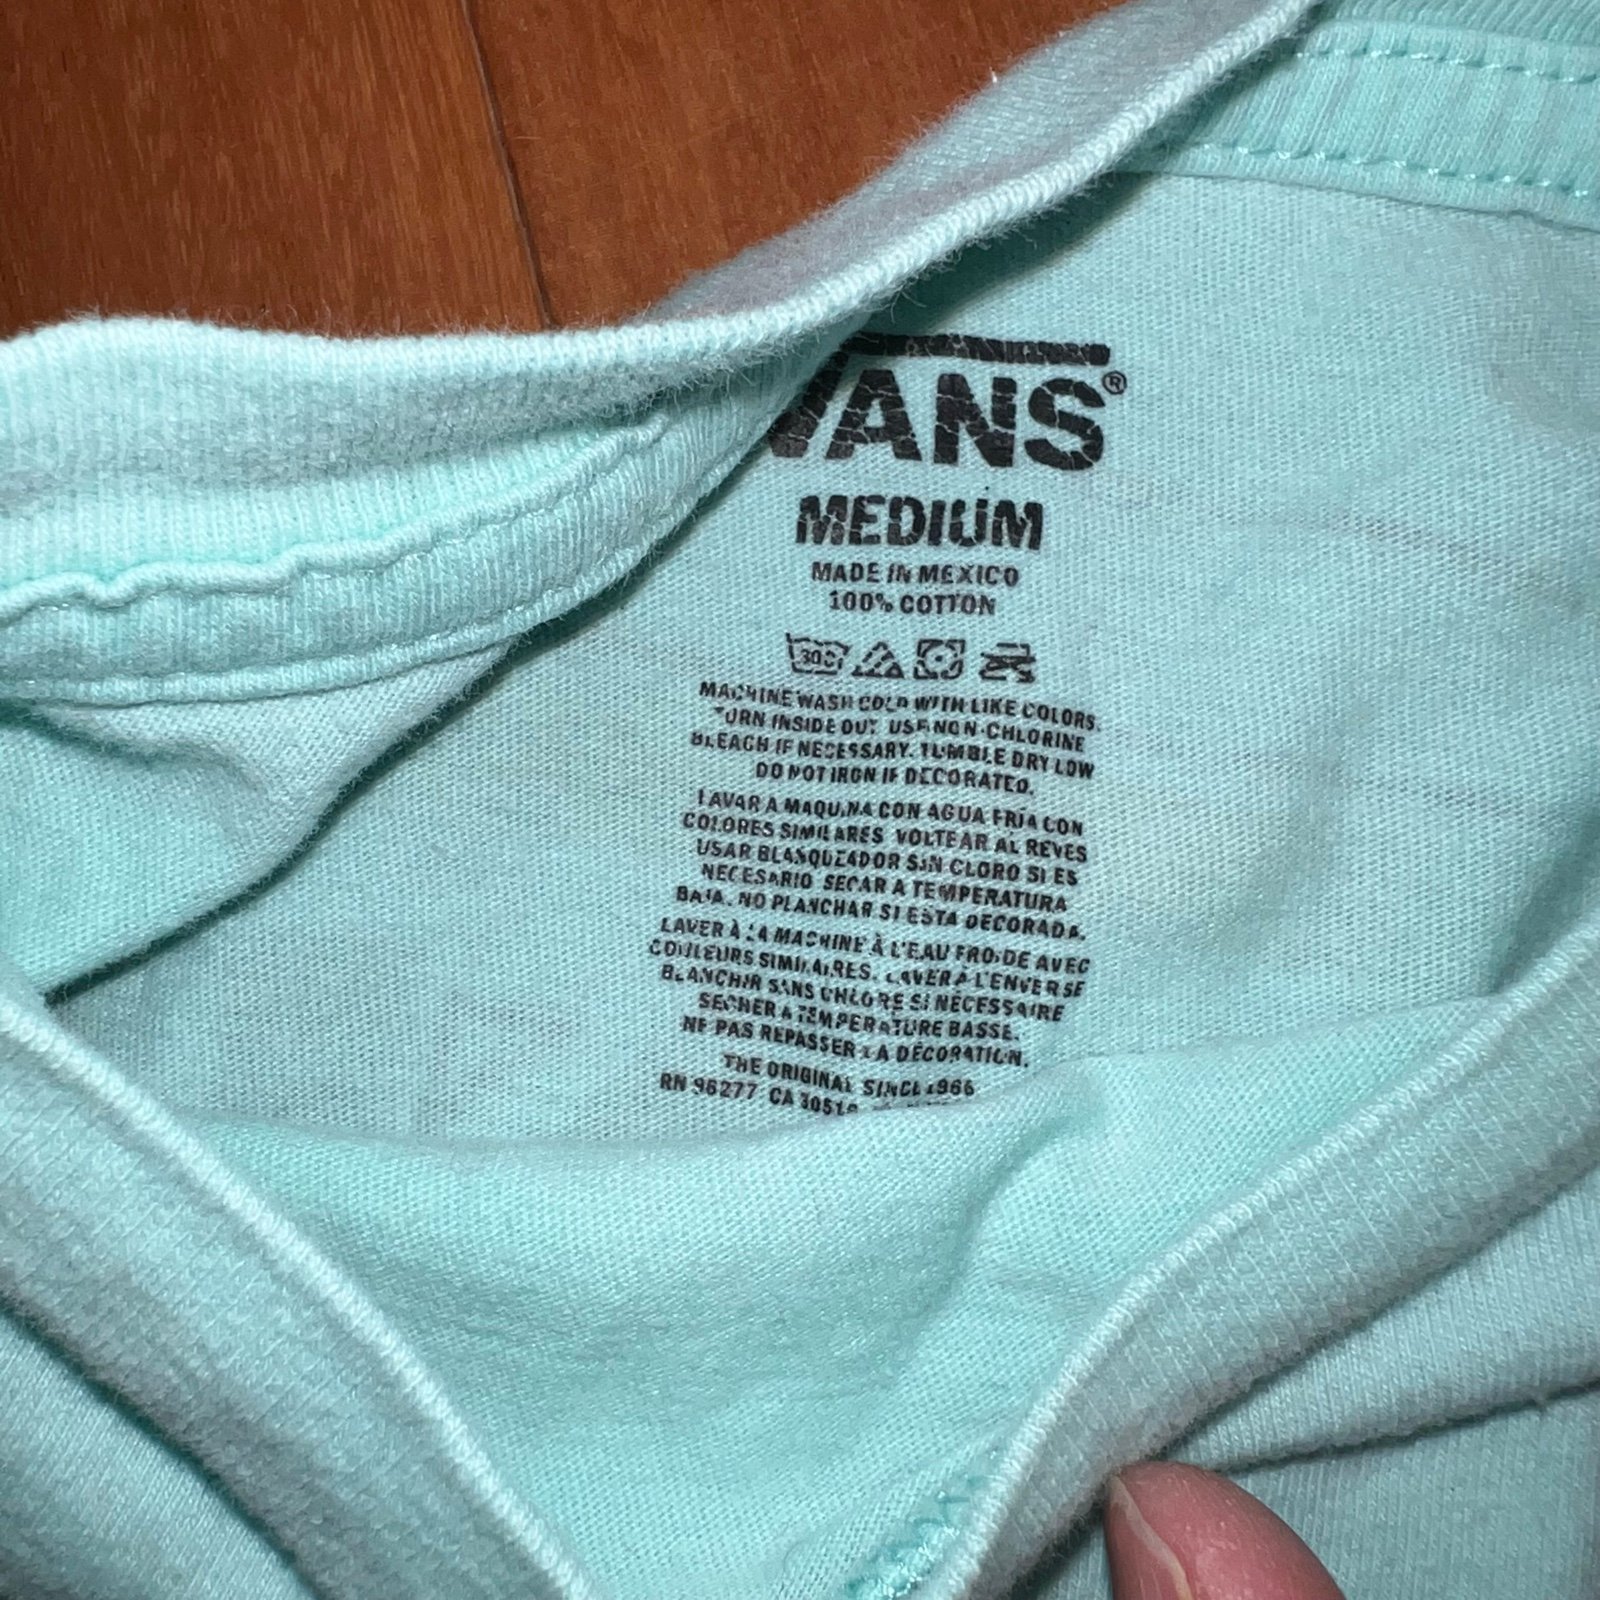 VANS®
MEDIUM
MADE IN MEXICO
100% COTTON
30C
MACHINE WASH COLD WITH LIKE COLORS.
TURN INSIDE OUT. USE NON-CHLORINE
BLEACH IF NECESSARY. TUMBLE DRY LOW
DO NOT IRON IF DECORATED.
LAVAR A MAQUINA CON AGUA FRÍA CON
COLORES SIMILARES VOLTEAR AL REVES
USAR BLANQUEADOR SIN CLORO SI ES
NECESARIO SECAR A TEMPERATURA
BAJA. NO PLANCHAR SI ESTA DECORADA.
LAVER À LA MACHINE À L'EAU FROIDE AVEC
COULEURS SIMILAIRES. LAVER A L'ENVERSE
BLANCHIR SANS CHLORE SI NÉCESSAIRE
SECHER A TEMPERATURE BASSE.
NE PAS REPASSER LA DÉCORATION.
THE ORIGINAL SINCE 1966
RN 96277 CA